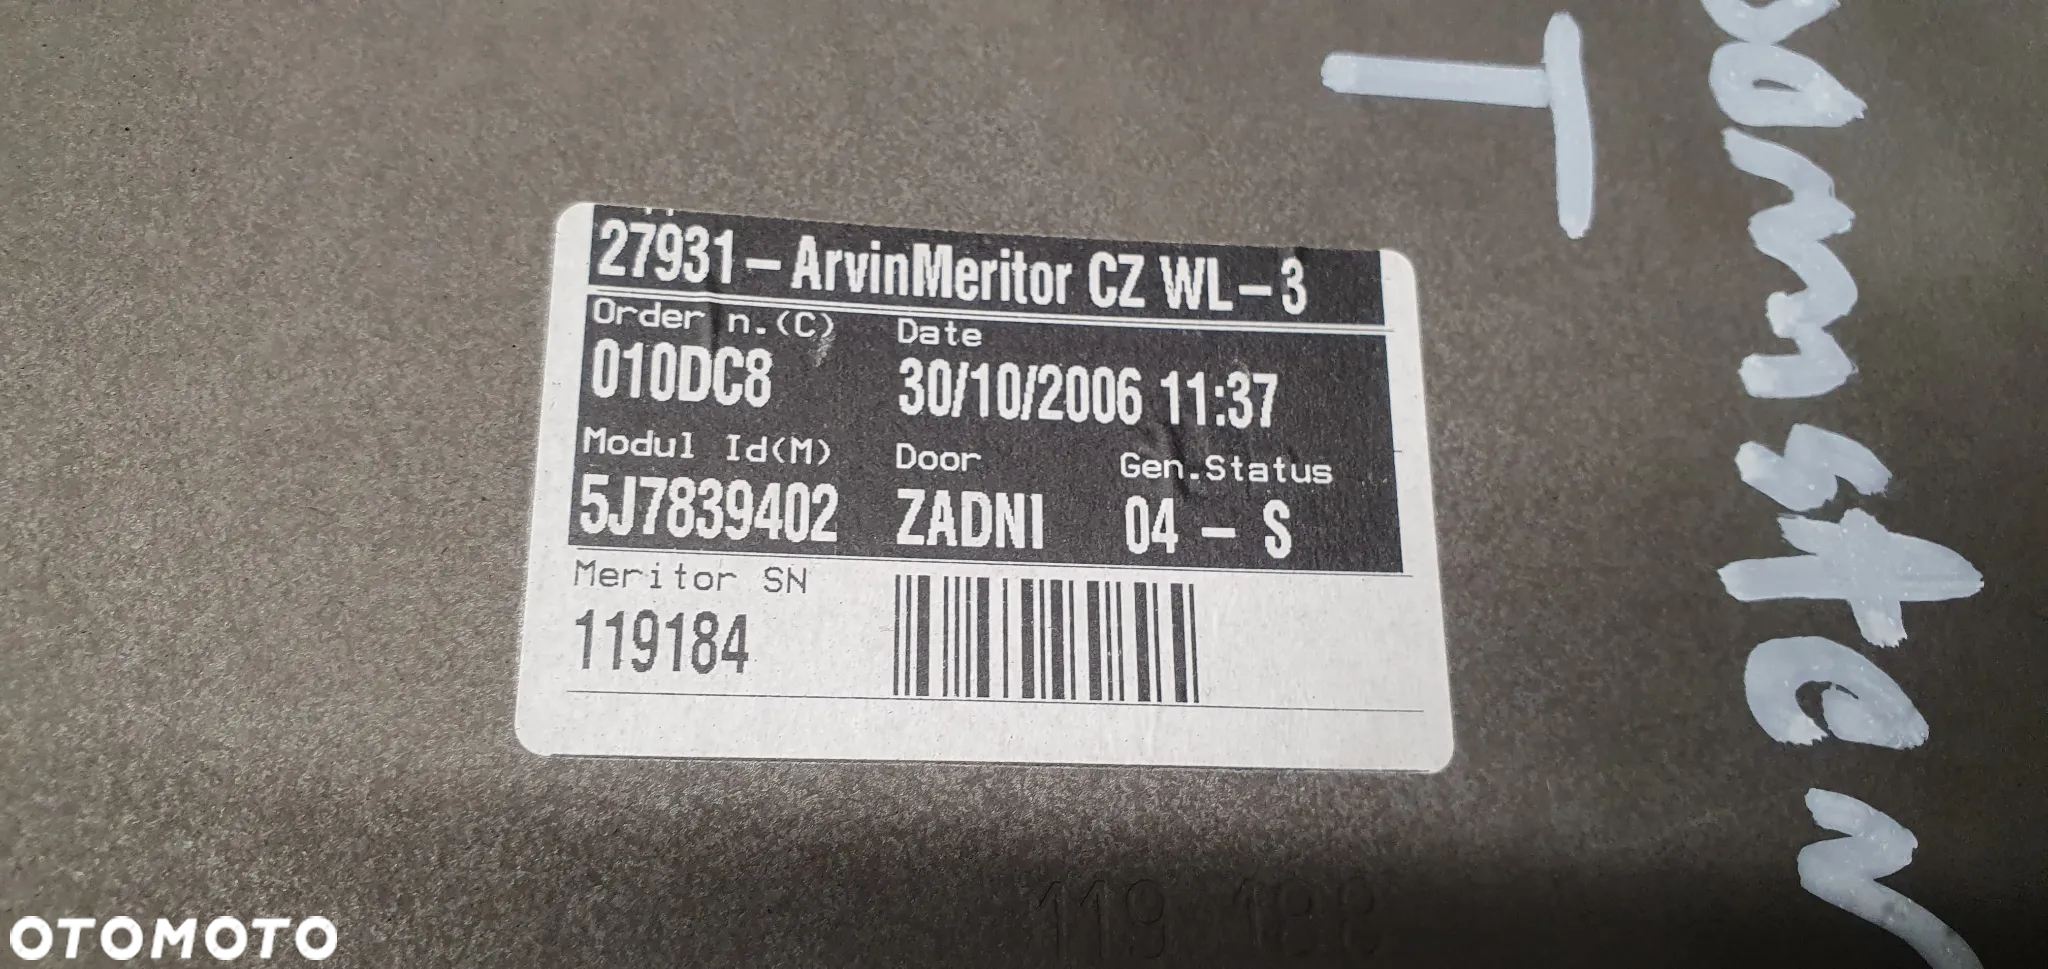 27931-ArvinMeritor CZ WL-3
Order n.(C) Date
010DC8 30/10/2006 11:37
Modul Id(M) Door Gen.Status
5J7839402 ZADNI 04 - S
Meritor SN
119184
T
OTOMOTO